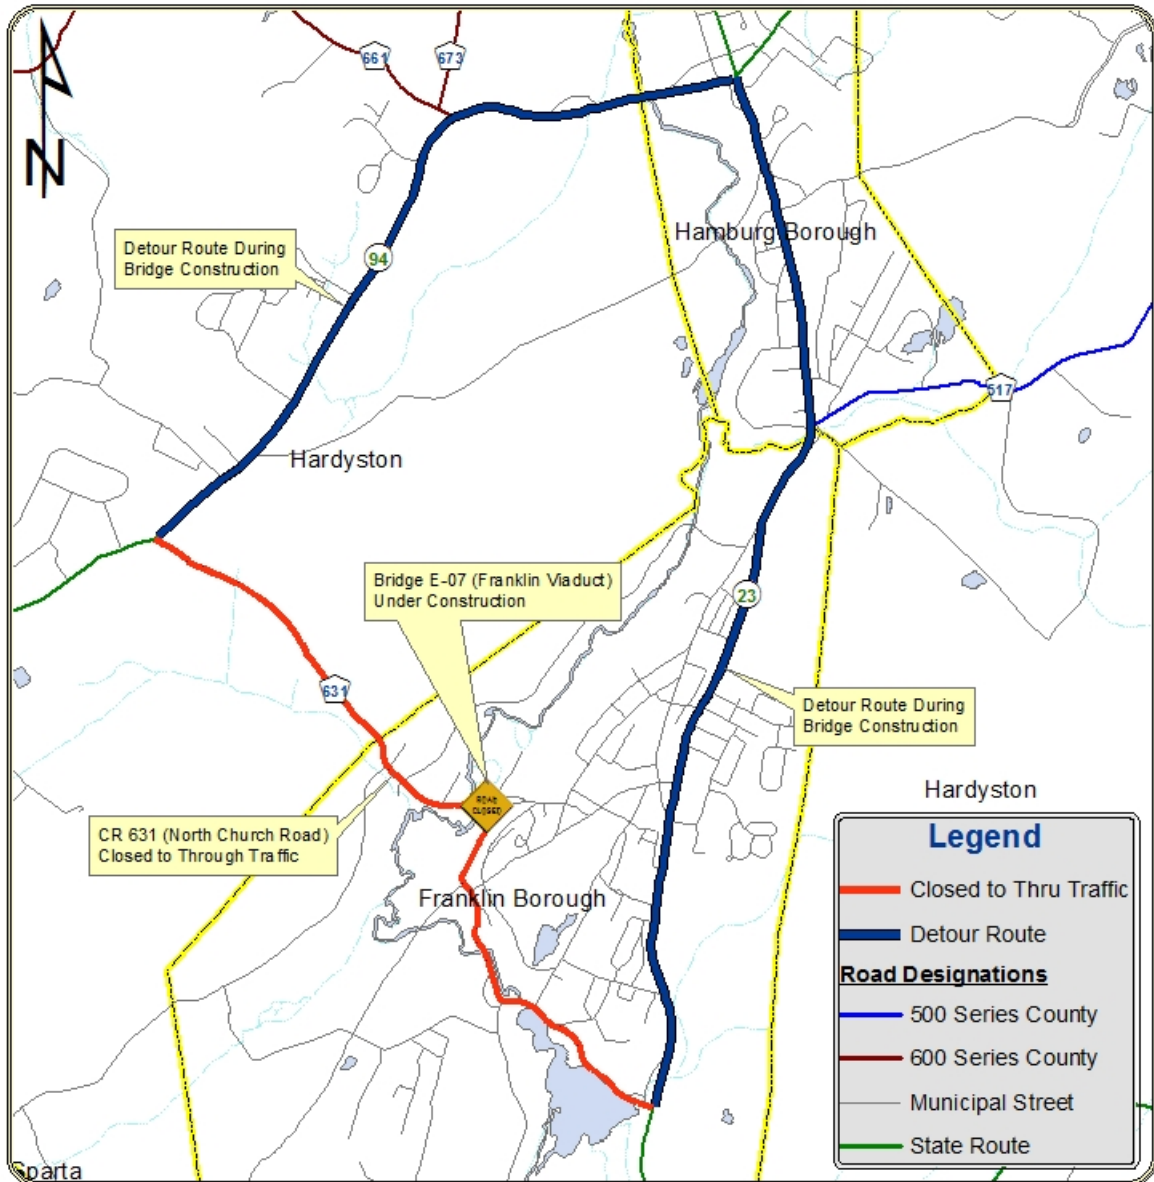 661
673
N
Hamburg Borough
Detour Route During
Bridge Construction
94
517
Hardyston
Bridge E-07 (Franklin Viaduct)
Under Construction
23
631
Detour Route During
Bridge Construction
Hardyston
ROAD
CLOSED
CR 631 (North Church Road)
Closed to Through Traffic
Franklin Borough
Legend
Closed to Thru Traffic
Detour Route
Road Designations
500 Series County
600 Series County
Municipal Street
State Route
Sparta